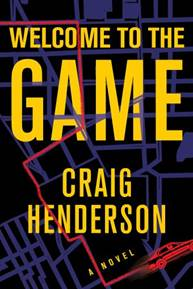 WELCOME TO THE
GAME
CRAIG
HENDERSON
A NOVEL